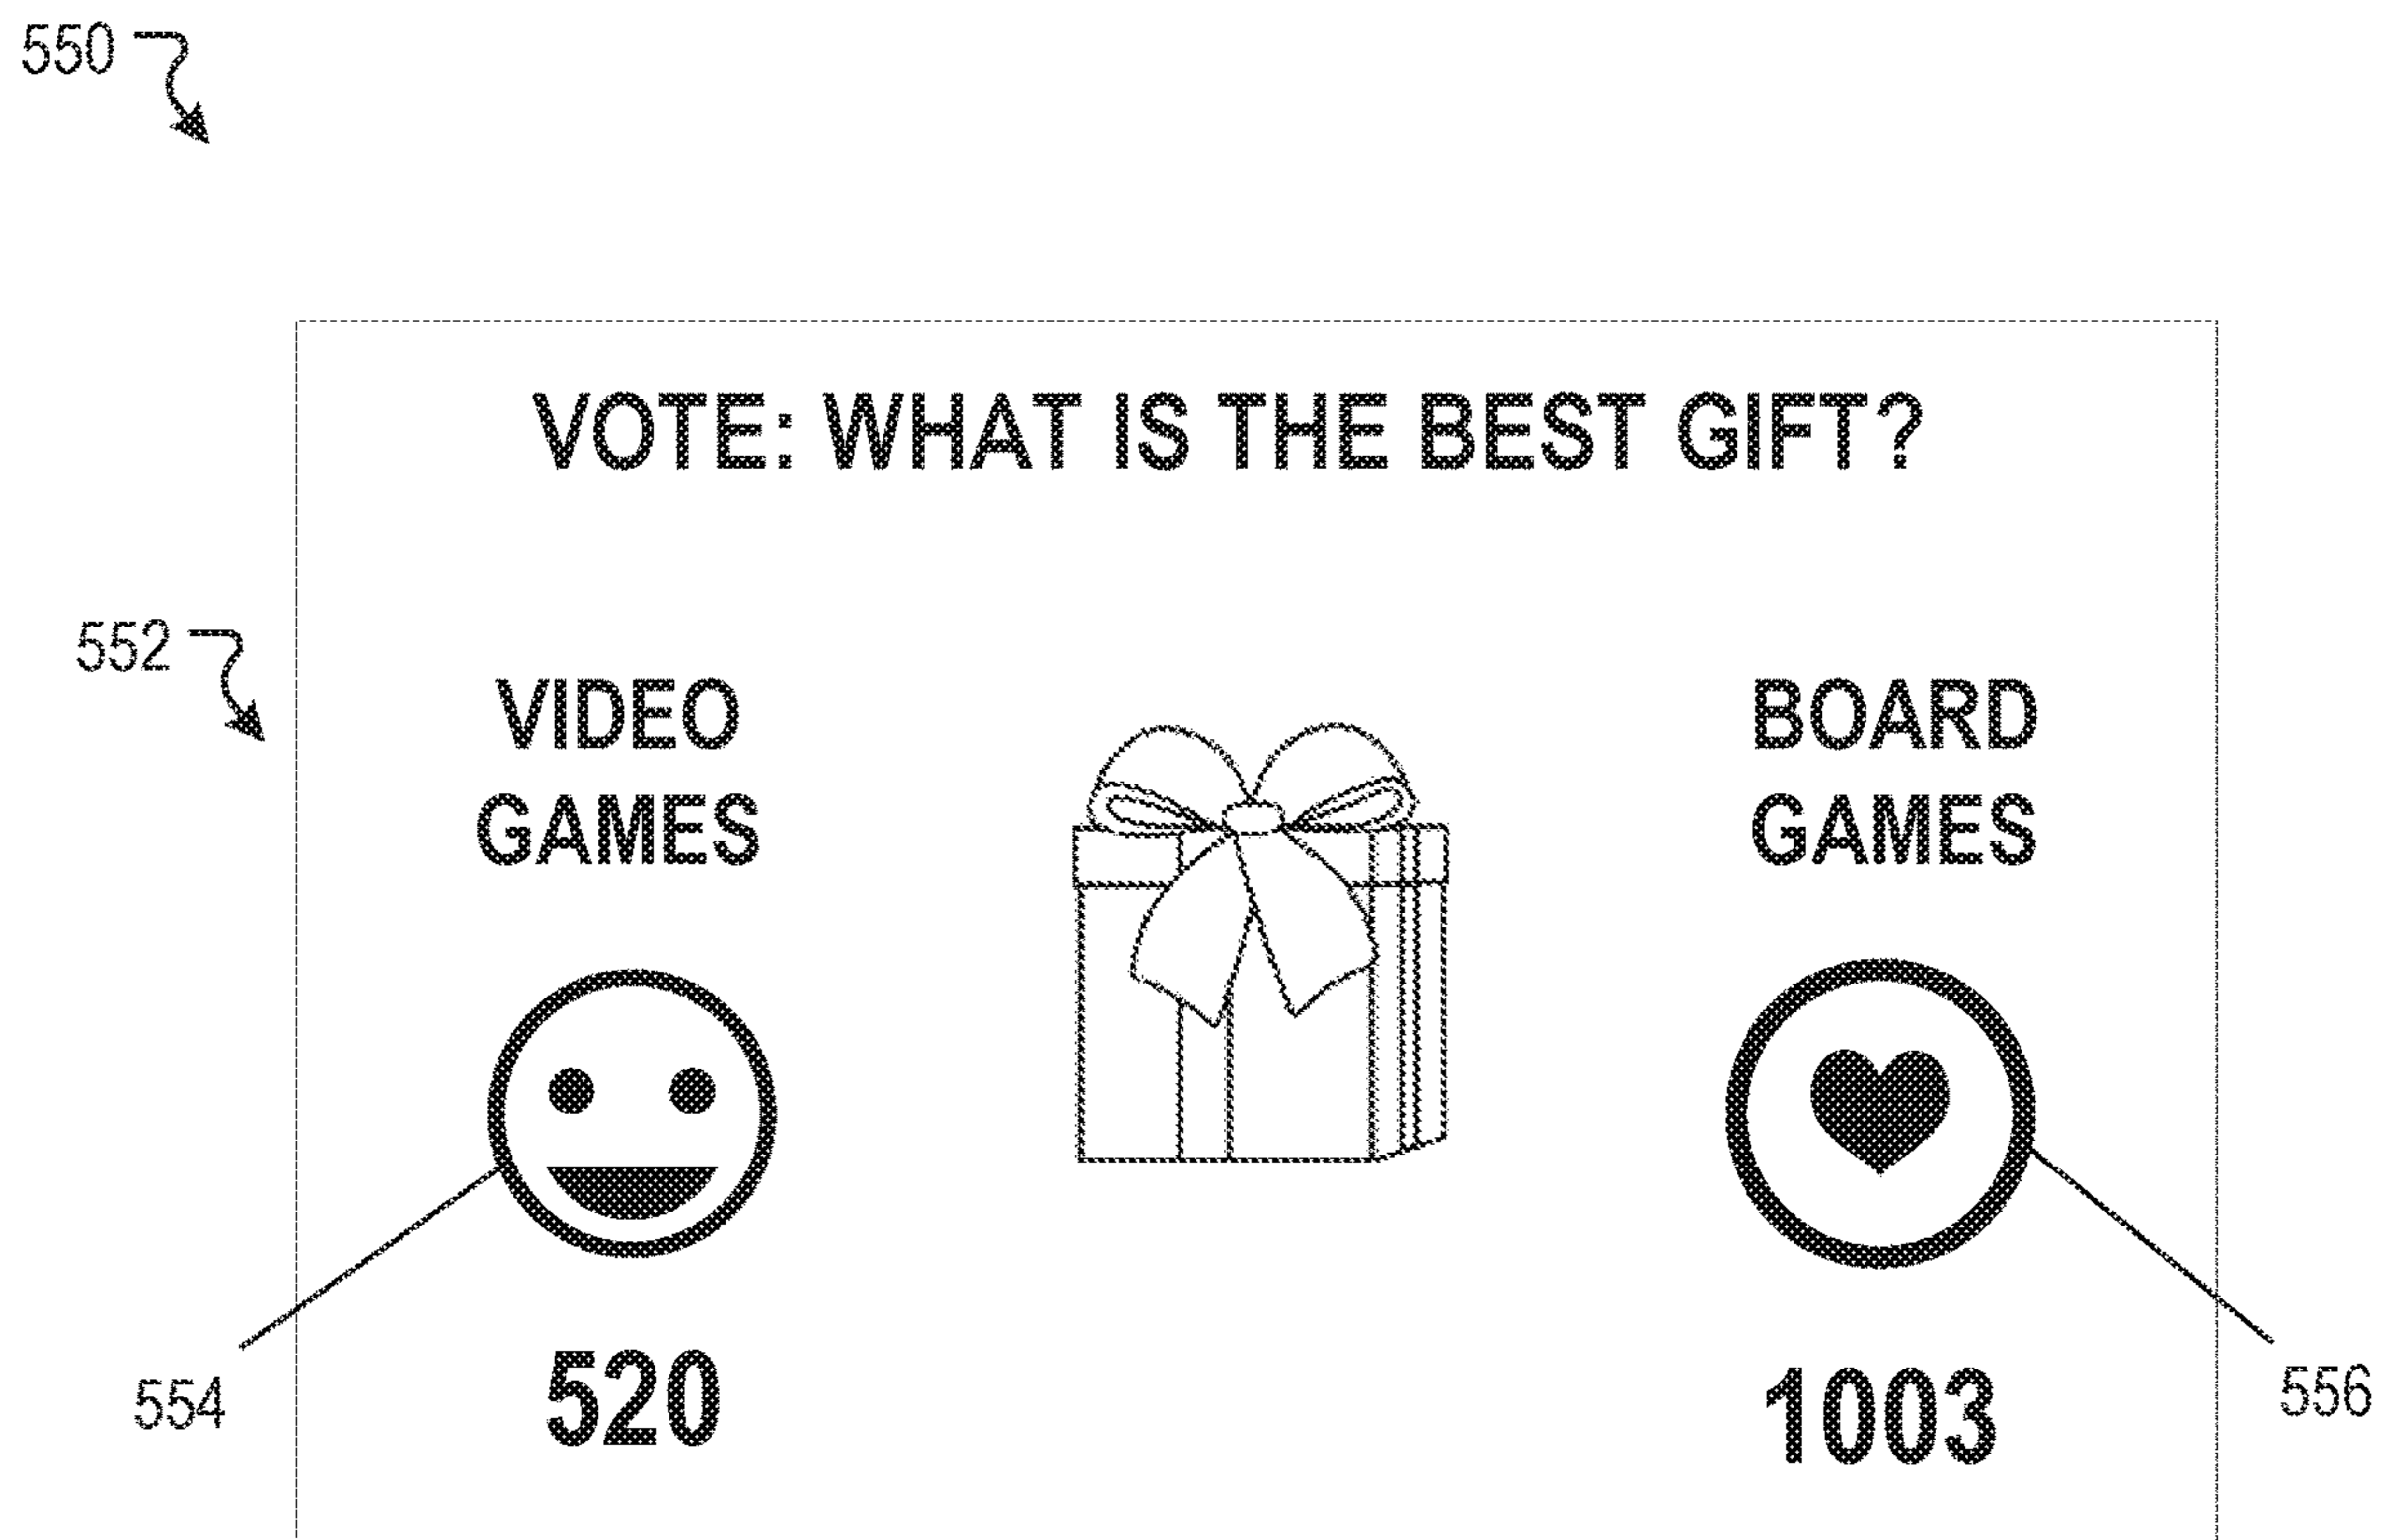 550
VOTE: WHAT IS THE BEST GIFT?
552
VIDEO
GAMES
BOARD
GAMES
554
520
1003
556